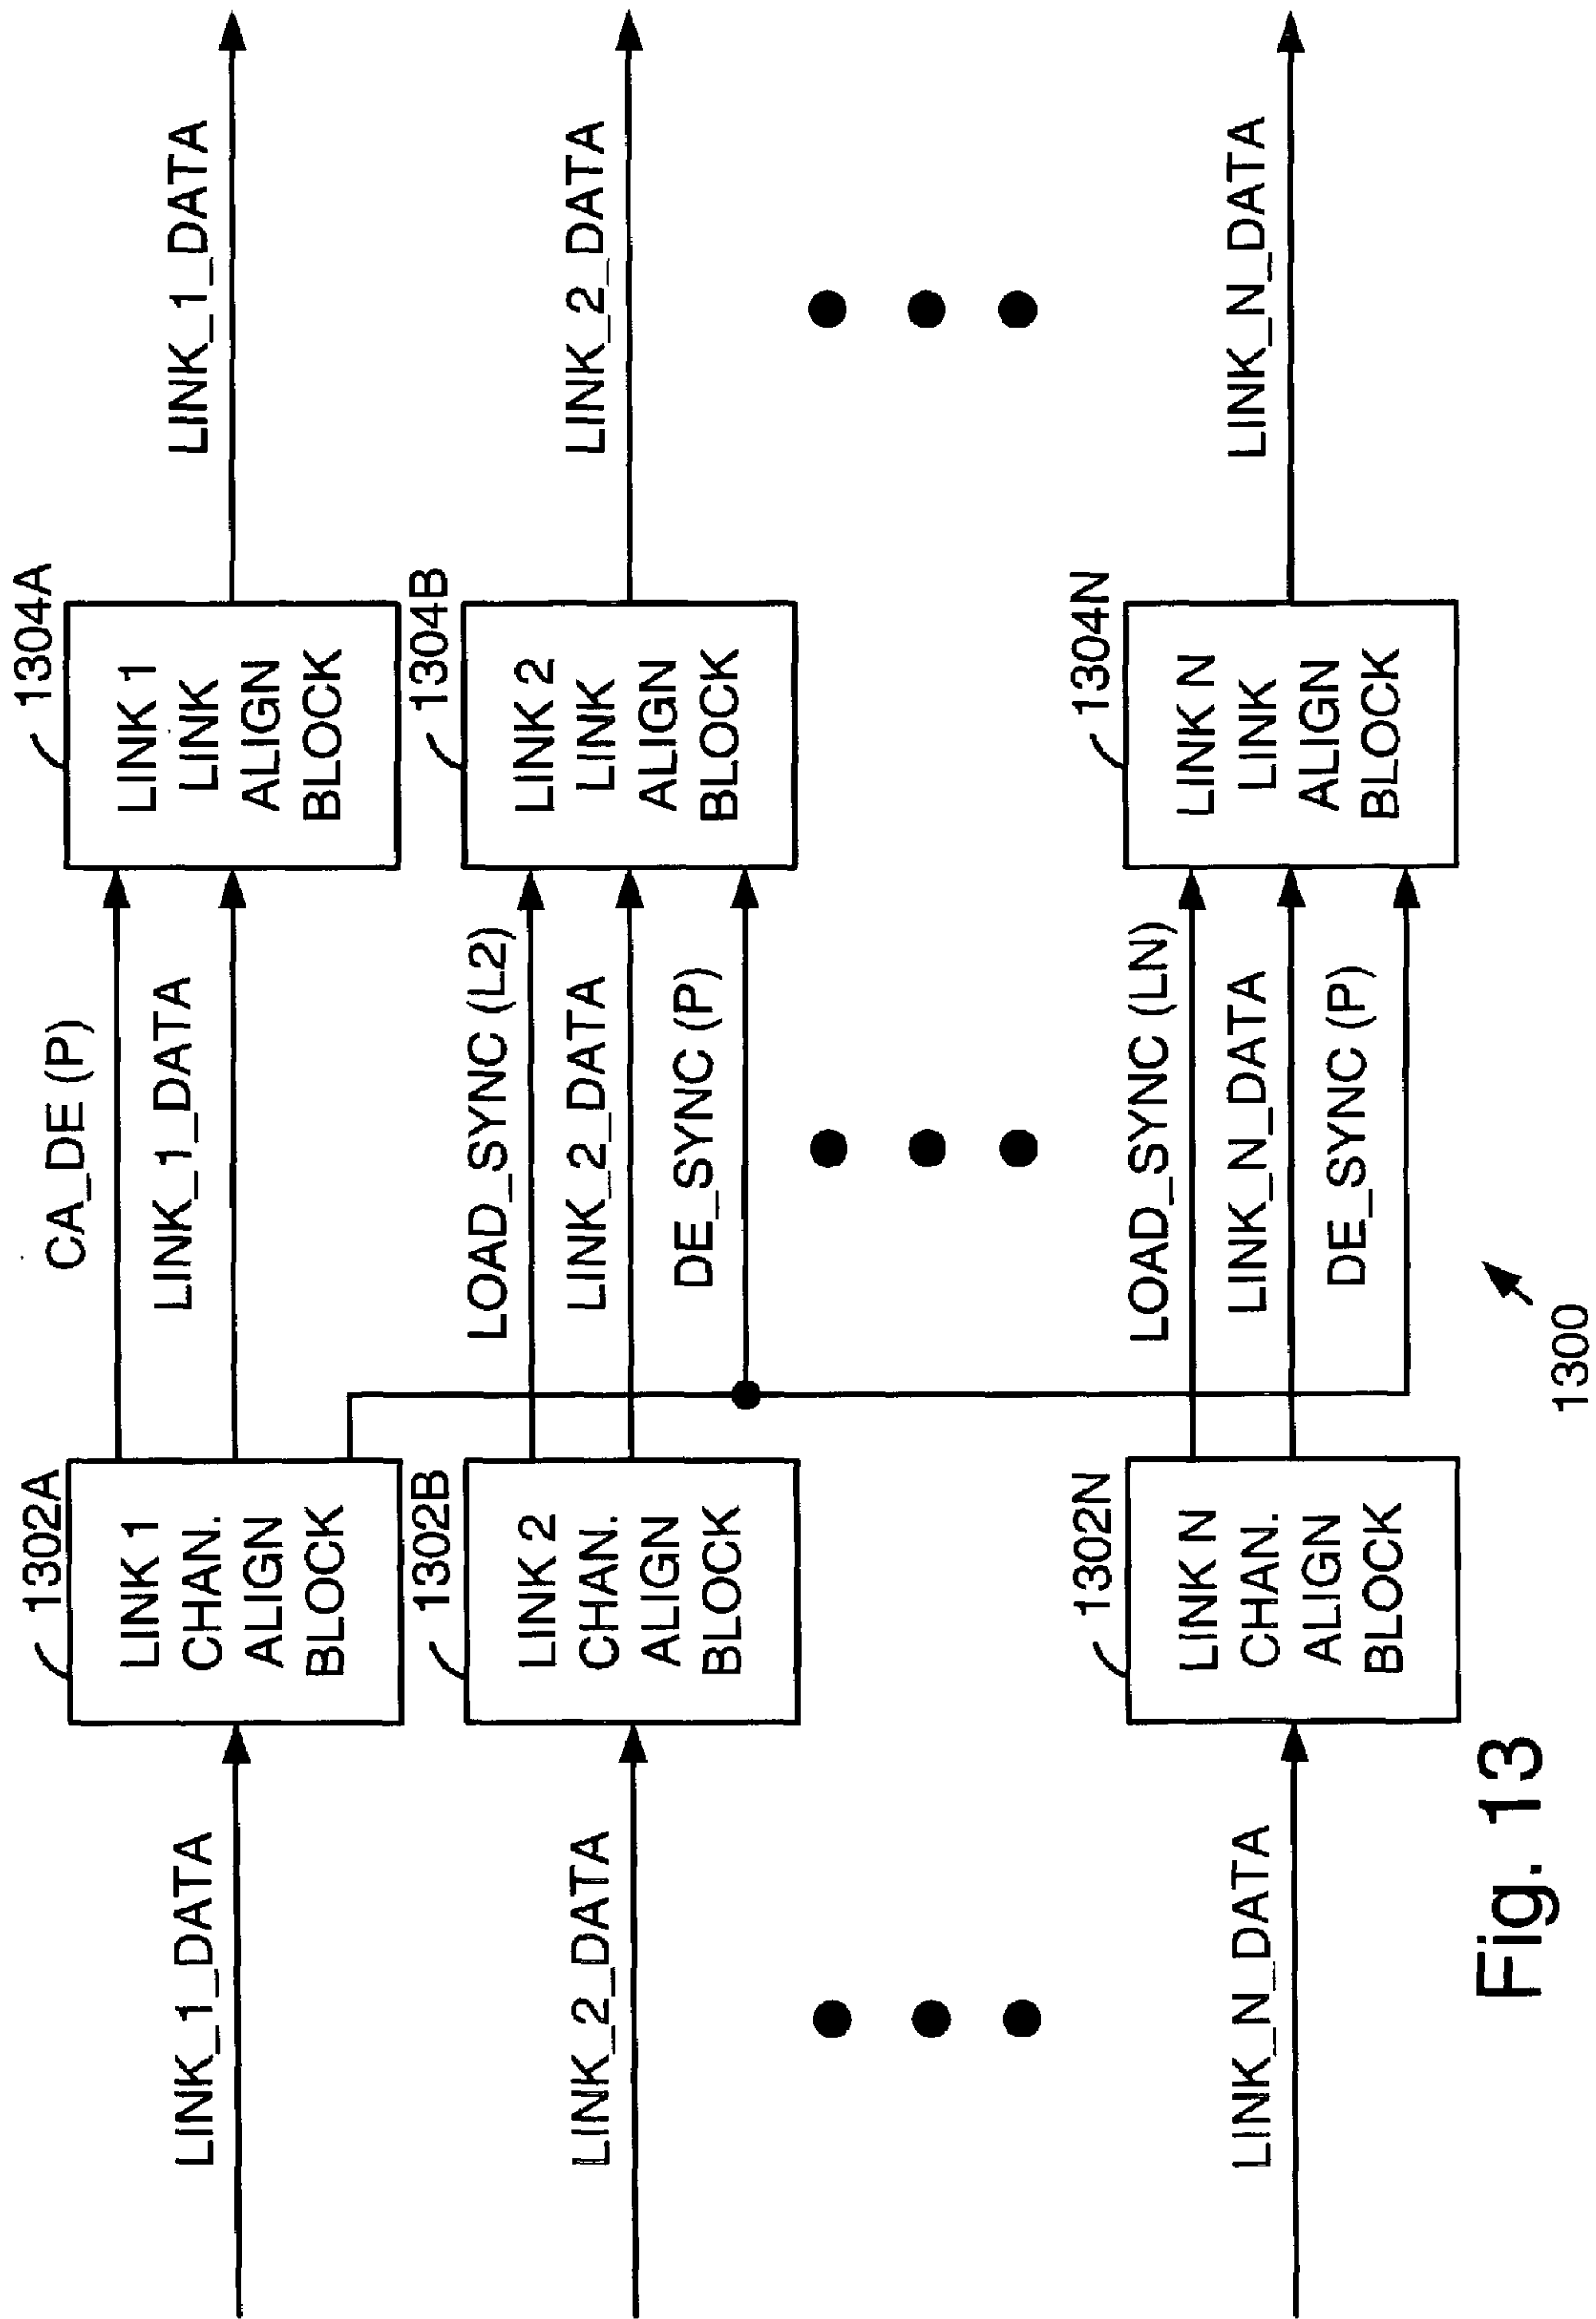 LINK_1_DATA
1302A
LINK 1
CHAN.
ALIGN
BLOCK
CA_DE (P)
LINK_1_DATA
1304A
LINK 1
LINK
ALIGN
BLOCK
LINK_1_DATA
LINK_2_DATA
1302B
LINK 2
CHAN.
ALIGN
BLOCK
LOAD_SYNC (L2)
LINK_2_DATA
DE_SYNC (P)
1304B
LINK 2
LINK
ALIGN
BLOCK
LINK_2_DATA
LINK_N_DATA
1302N
LINK N
CHAN.
ALIGN
BLOCK
LOAD_SYNC (LN)
LINK_N_DATA
DE_SYNC (P)
1304N
LINK N
LINK
ALIGN
BLOCK
LINK_N_DATA
1300
Fig. 13